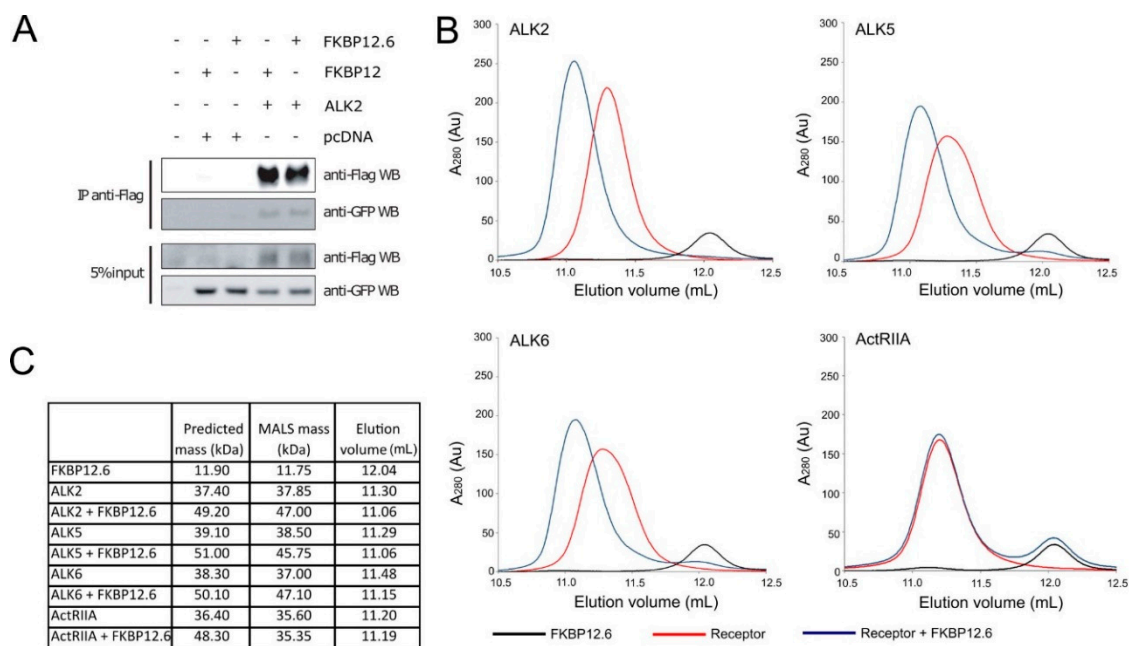 A
- - + - + FKBP12.6
- + - + - FKBP12
- - - + + ALK2
- + + - - pcDNA
IP anti-Flag
anti-Flag WB
anti-GFP WB
5%input
anti-Flag WB
anti-GFP WB
B
ALK2
A280 (Au)
300
250
200
150
100
50
0
10.5 11.0 11.5 12.0 12.5
Elution volume (mL)
ALK5
A280 (Au)
300
250
200
150
100
50
0
10.5 11.0 11.5 12.0 12.5
Elution volume (mL)
ALK6
A280 (Au)
300
250
200
150
100
50
0
10.5 11.0 11.5 12.0 12.5
Elution volume (mL)
ActRIIA
A280 (Au)
300
250
200
150
100
50
0
10.5 11.0 11.5 12.0 12.5
Elution volume (mL)
FKBP12.6 Receptor Receptor + FKBP12.6
C
Predicted mass (kDa) MALS mass (kDa) Elution volume (mL)
FKBP12.6 11.90 11.75 12.04
ALK2 37.40 37.85 11.30
ALK2 + FKBP12.6 49.20 47.00 11.06
ALK5 39.10 38.50 11.29
ALK5 + FKBP12.6 51.00 45.75 11.06
ALK6 38.30 37.00 11.48
ALK6 + FKBP12.6 50.10 47.10 11.15
ActRIIA 36.40 35.60 11.20
ActRIIA + FKBP12.6 48.30 35.35 11.19